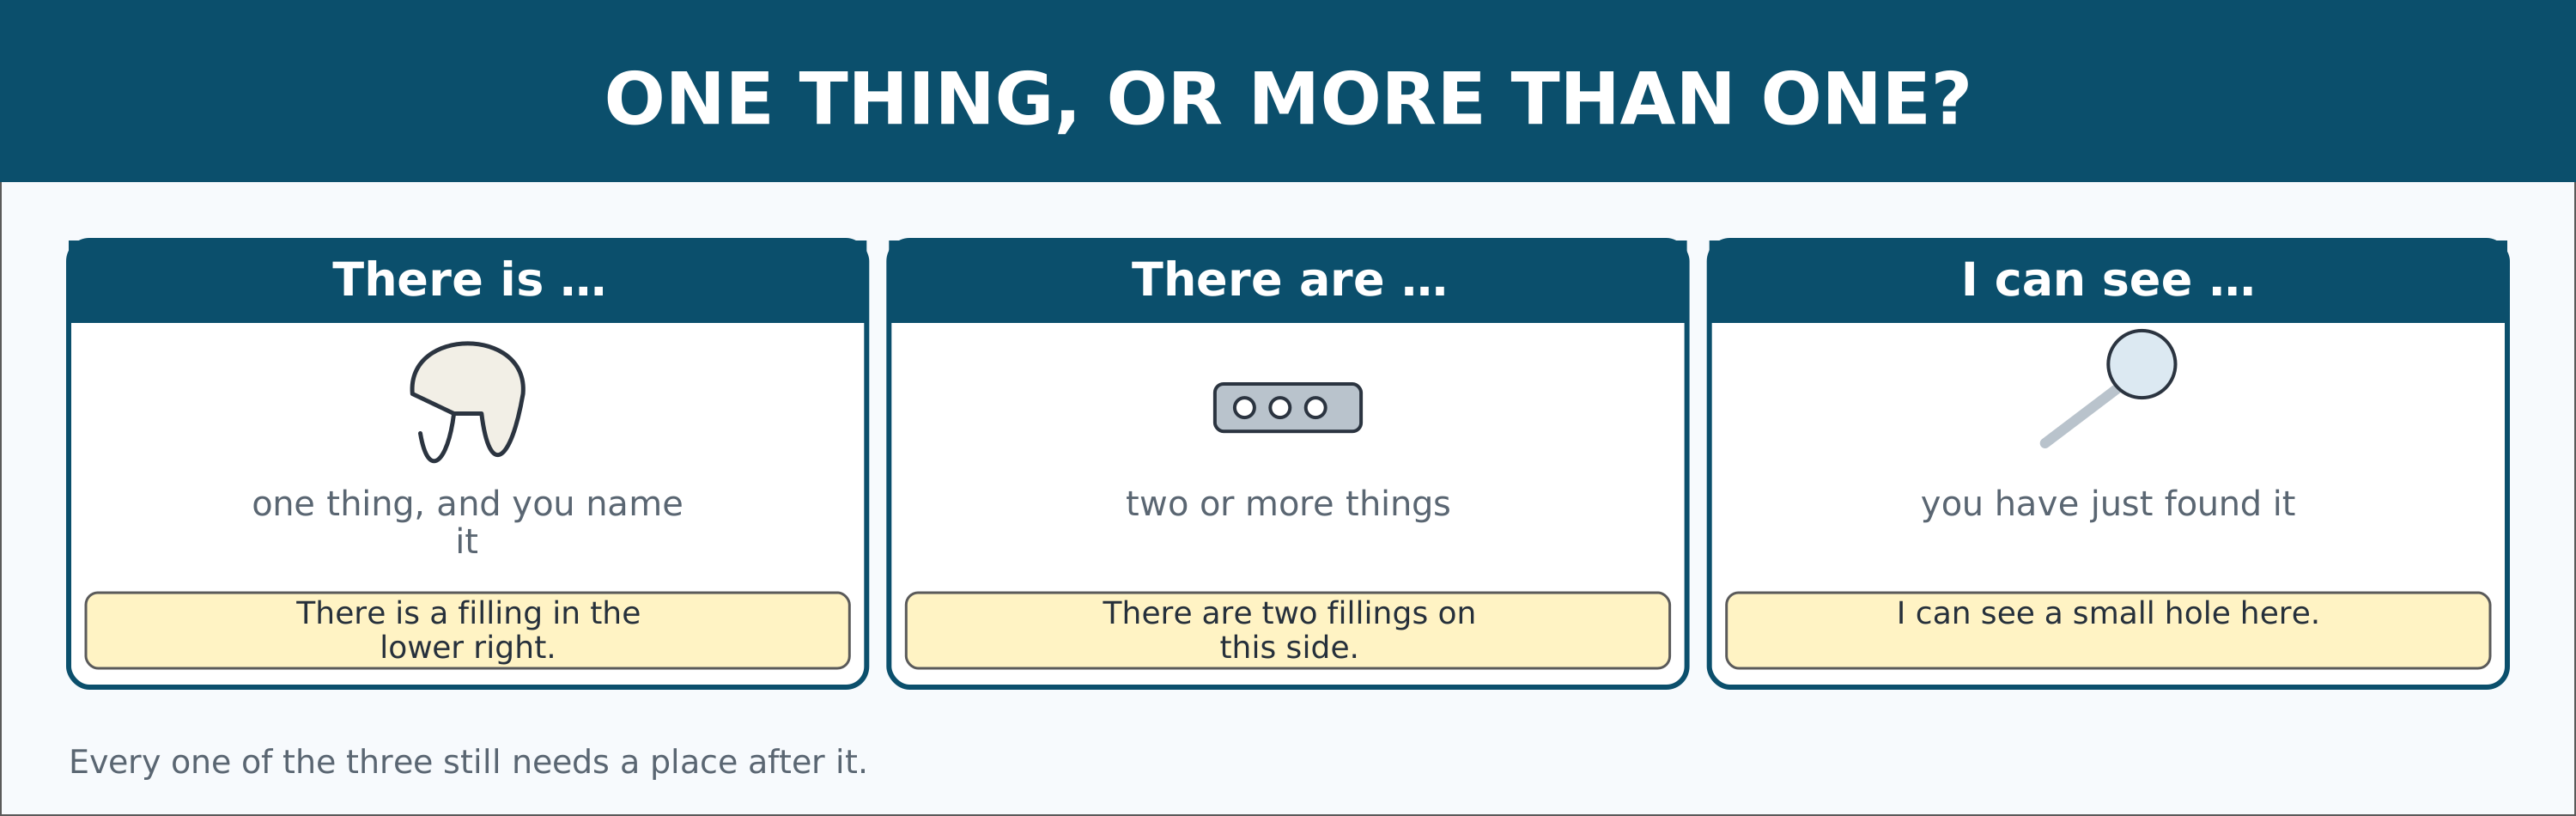 ONE THING, OR MORE THAN ONE?
There is ...
one thing, and you name
it
There is a filling in the
lower right.
There are ...
two or more things
There are two fillings on
this side.
I can see ...
you have just found it
I can see a small hole here.
Every one of the three still needs a place after it.